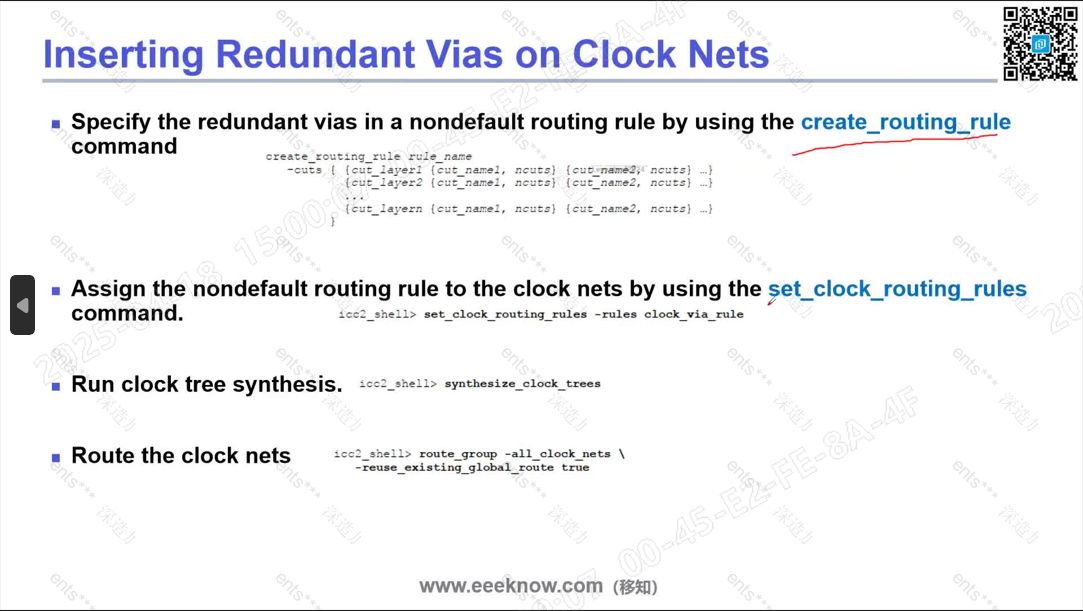 Inserting Redundant Vias on Clock Nets
Specify the redundant vias in a nondefault routing rule by using the create_routing_rule
command
create_routing_rule rule_name
-cuts { {cut_layer1 {cut_name1, ncuts} {cut_name2, ncuts} …}
{cut_layer2 {cut_name1, ncuts} {cut_name2, ncuts} …}
...
{cut_layern {cut_name1, ncuts} {cut_name2, ncuts} …}
}
Assign the nondefault routing rule to the clock nets by using the set_clock_routing_rules
command.
icc2_shell> set_clock_routing_rules -rules clock_via_rule
Run clock tree synthesis.
icc2_shell> synthesize_clock_trees
Route the clock nets
icc2_shell> route_group -all_clock_nets \
-reuse_existing_global_route true
www.eeeknow.com（移知）